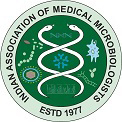 INDIAN ASSOCIATION OF MEDICAL MICROBIOLOGISTS
ESTD 1977